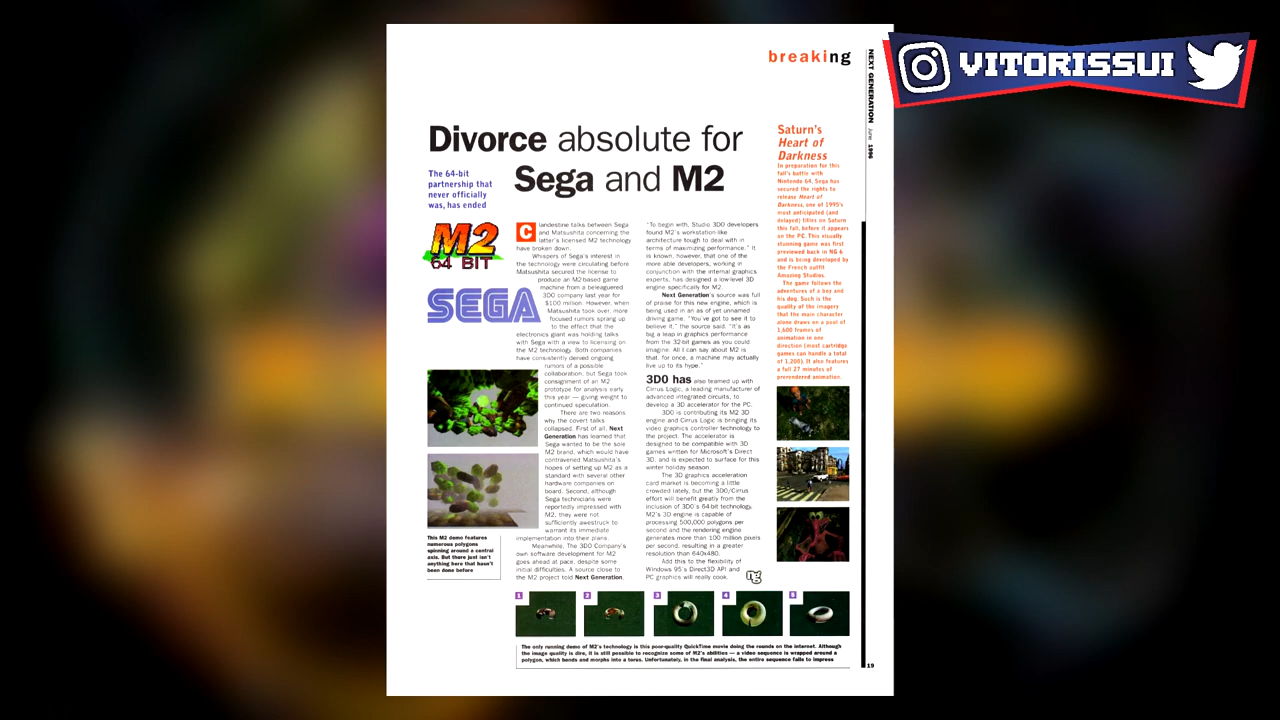 breaking
VITORISSUI
NEXT GENERATION June 1996
Divorce absolute for
Sega and M2
The 64-bit
partnership that
never officially
was, has ended
M2
64 BIT
SEGA
This M2 demo features
numerous polygons
spinning around a central
axis. But there just isn't
anything here that hasn't
been done before
Clandestine talks between Sega
and Matsushita concerning the
latter's licensed M2 technology
have broken down.
Whispers of Sega's interest in
the technology were circulating before
Matsushita secured the license to
produce an M2-based game
machine from a beleaguered
3DO company last year for
$100 million. However, when
Matsushita took over, more
focused rumors sprang up
to the effect that the
electronics giant was holding talks
with Sega with a view to licensing on
the M2 technology. Both companies
have consistently denied ongoing
rumors of a possible
collaboration, but Sega took
consignment of an M2
prototype for analysis early
this year — giving weight to
continued speculation.
There are two reasons
why the covert talks
collapsed. First of all, Next
Generation has learned that
Sega wanted to be the sole
M2 brand, which would have
contravened Matsushita's
hopes of setting up M2 as a
standard with several other
hardware companies on
board. Second, although
Sega technicians were
reportedly impressed with
M2, they were not
sufficiently awestruck to
warrant its immediate
implementation into their plans.
Meanwhile, The 3DO Company's
own software development for M2
goes ahead at pace, despite some
initial difficulties. A source close to
the M2 project told Next Generation,
"To begin with, Studio 3DO developers
found M2's workstation-like
architecture tough to deal with in
terms of maximizing performance." It
is known, however, that one of the
more able developers, working in
conjunction with the internal graphics
experts, has designed a low-level 3D
engine specifically for M2.
Next Generation's source was full
of praise for this new engine, which is
being used in an as of yet unnamed
driving game. "You've got to see it to
believe it," the source said. "It's as
big a leap in graphics performance
from the 32-bit games as you could
imagine. All I can say about M2 is
that, for once, a machine may actually
live up to its hype."
3DO has also teamed up with
Cirrus Logic, a leading manufacturer of
advanced integrated circuits, to
develop a 3D accelerator for the PC.
3DO is contributing its M2 3D
engine and Cirrus Logic is bringing its
video graphics controller technology to
the project. The accelerator is
designed to be compatible with 3D
games written for Microsoft's Direct
3D, and is expected to surface for this
winter holiday season.
The 3D graphics acceleration
card market is becoming a little
crowded lately, but the 3DO/Cirrus
effort will benefit greatly from the
inclusion of 3DO's 64-bit technology.
M2's 3D engine is capable of
processing 500,000 polygons per
second and the rendering engine
generates more than 100 million pixels
per second, resulting in a greater
resolution than 640x480.
Add this to the flexibility of
Windows 95's Direct3D API and
PC graphics will really cook.
ng
Saturn's
Heart of
Darkness
In preparation for this
fall's battle with
Nintendo 64, Sega has
secured the rights to
release Heart of
Darkness, one of 1995's
most anticipated (and
delayed) titles on Saturn
this fall, before it appears
on the PC. This visually
stunning game was first
previewed back in NG 6
and is being developed by
the French outfit
Amazing Studios.
The game follows the
adventures of a boy and
his dog. Such is the
quality of the imagery
that the main character
alone draws on a pool of
1,600 frames of
animation in one
direction (most cartridge
games can handle a total
of 1,200). It also features
a full 27 minutes of
prerendered animation.
1
2
3
4
5
The only running demo of M2's technology is this poor-quality QuickTime movie doing the rounds on the internet. Although
the image quality is dire, it is still possible to recognize some of M2's abilities — a video sequence is wrapped around a
polygon, which bends and morphs into a torus. Unfortunately, in the final analysis, the entire sequence fails to impress
19